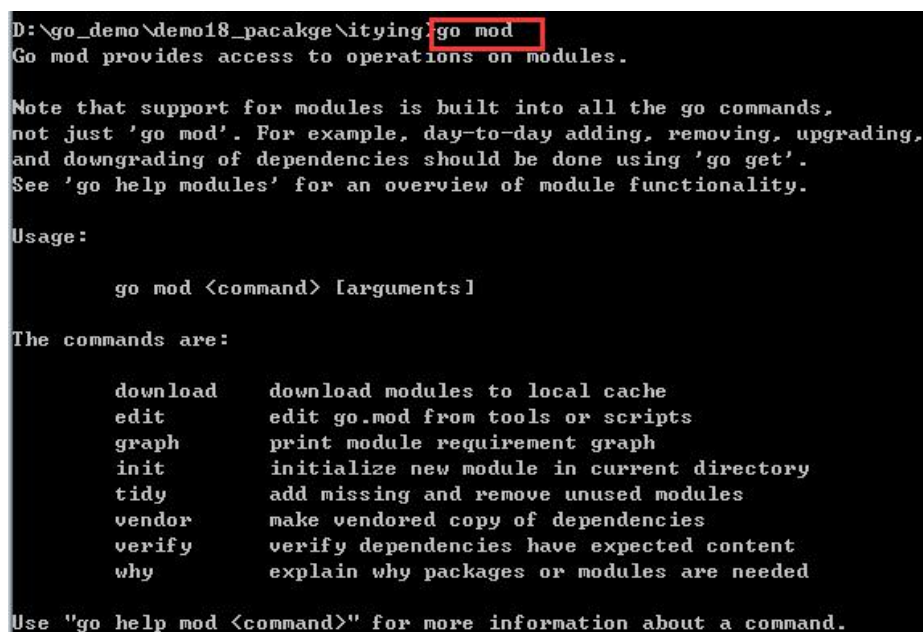 D:\go_demo\demo18_pacakge\itying>go mod
Go mod provides access to operations on modules.
Note that support for modules is built into all the go commands,
not just 'go mod'. For example, day-to-day adding, removing, upgrading,
and downgrading of dependencies should be done using 'go get'.
See 'go help modules' for an overview of module functionality.
Usage:
go mod <command> [arguments]
The commands are:
download download modules to local cache
edit edit go.mod from tools or scripts
graph print module requirement graph
init initialize new module in current directory
tidy add missing and remove unused modules
vendor make vendored copy of dependencies
verify verify dependencies have expected content
why explain why packages or modules are needed
Use "go help mod <command>" for more information about a command.